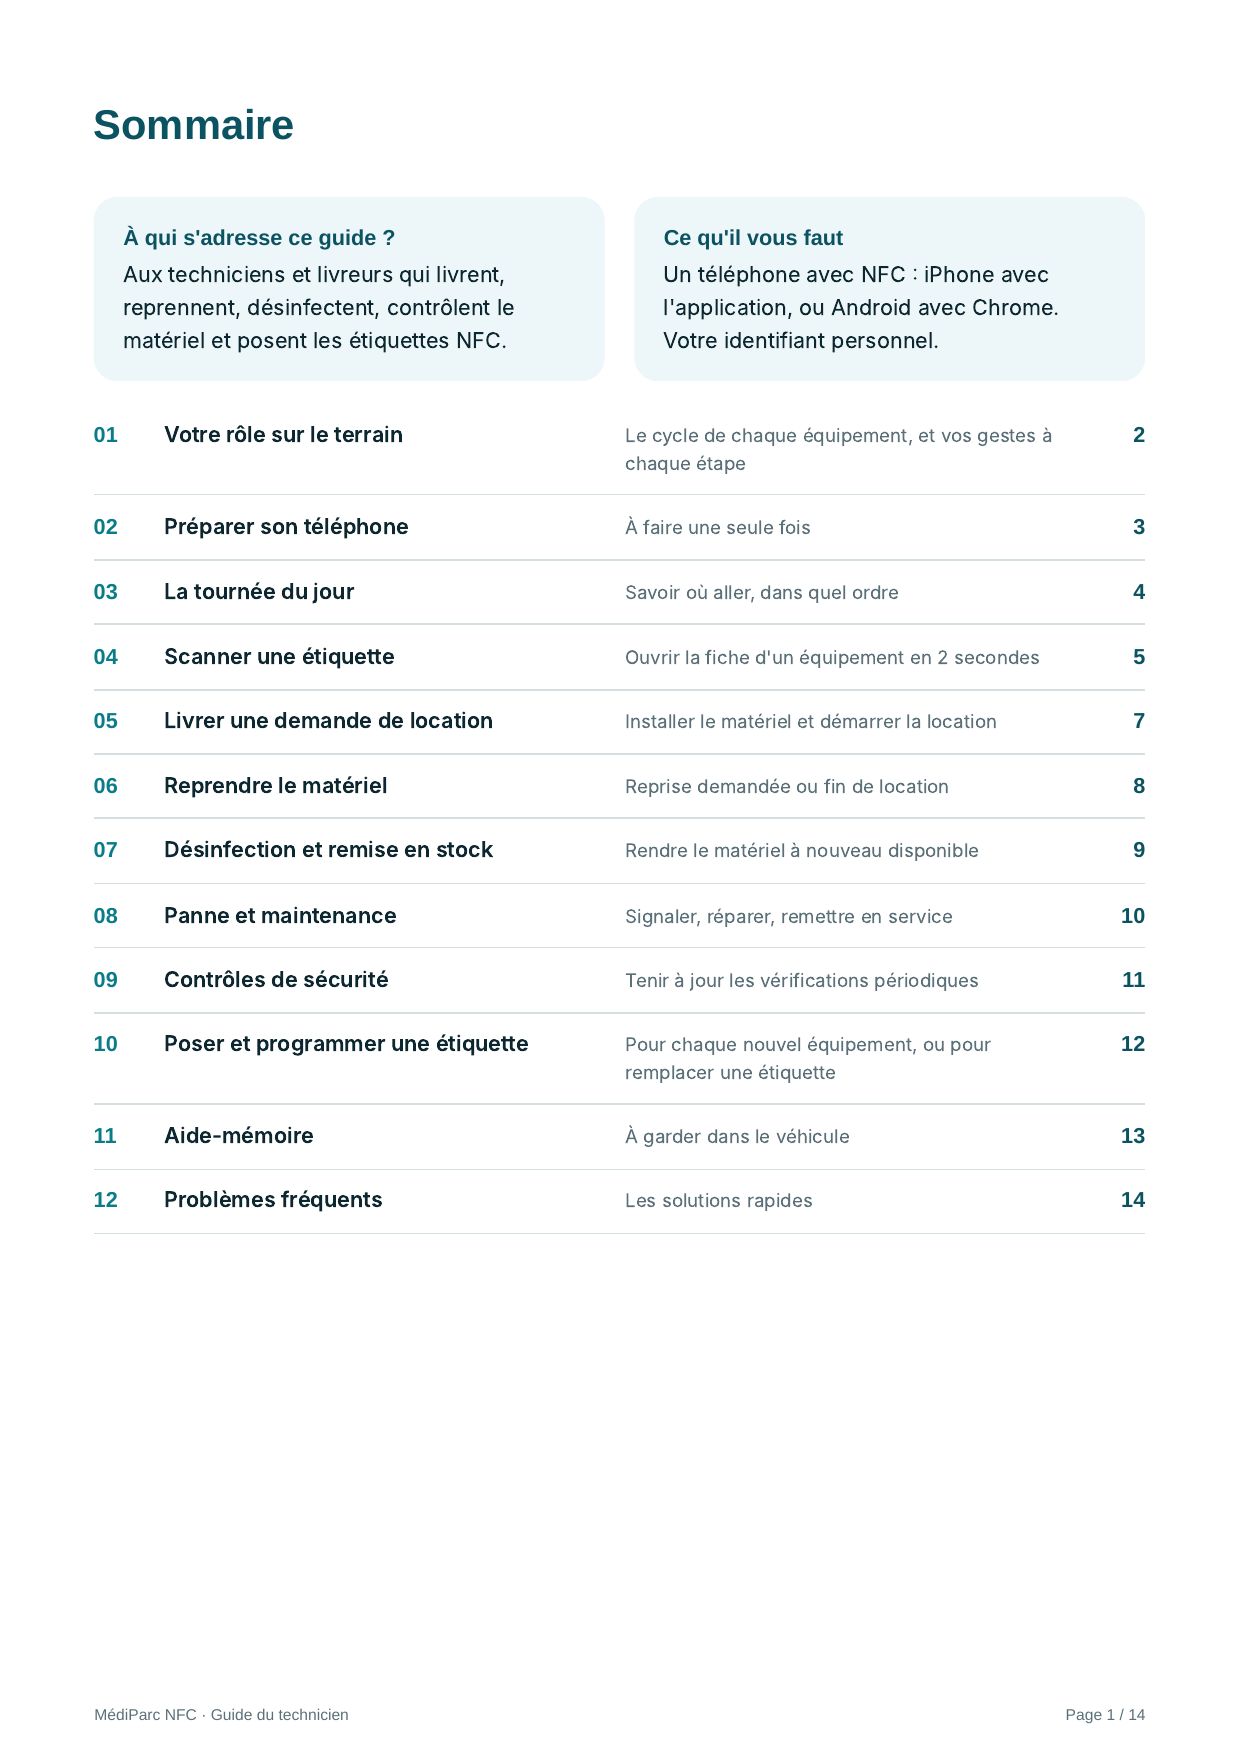 Sommaire
À qui s'adresse ce guide ?
Aux techniciens et livreurs qui livrent,
reprennent, désinfectent, contrôlent le
matériel et posent les étiquettes NFC.
Ce qu'il vous faut
Un téléphone avec NFC : iPhone avec
l'application, ou Android avec Chrome.
Votre identifiant personnel.
01 Votre rôle sur le terrain Le cycle de chaque équipement, et vos gestes à 2
chaque étape
02 Préparer son téléphone À faire une seule fois 3
03 La tournée du jour Savoir où aller, dans quel ordre 4
04 Scanner une étiquette Ouvrir la fiche d'un équipement en 2 secondes 5
05 Livrer une demande de location Installer le matériel et démarrer la location 7
06 Reprendre le matériel Reprise demandée ou fin de location 8
07 Désinfection et remise en stock Rendre le matériel à nouveau disponible 9
08 Panne et maintenance Signaler, réparer, remettre en service 10
09 Contrôles de sécurité Tenir à jour les vérifications périodiques 11
10 Poser et programmer une étiquette Pour chaque nouvel équipement, ou pour 12
remplacer une étiquette
11 Aide-mémoire À garder dans le véhicule 13
12 Problèmes fréquents Les solutions rapides 14
MédiParc NFC · Guide du technicien Page 1 / 14